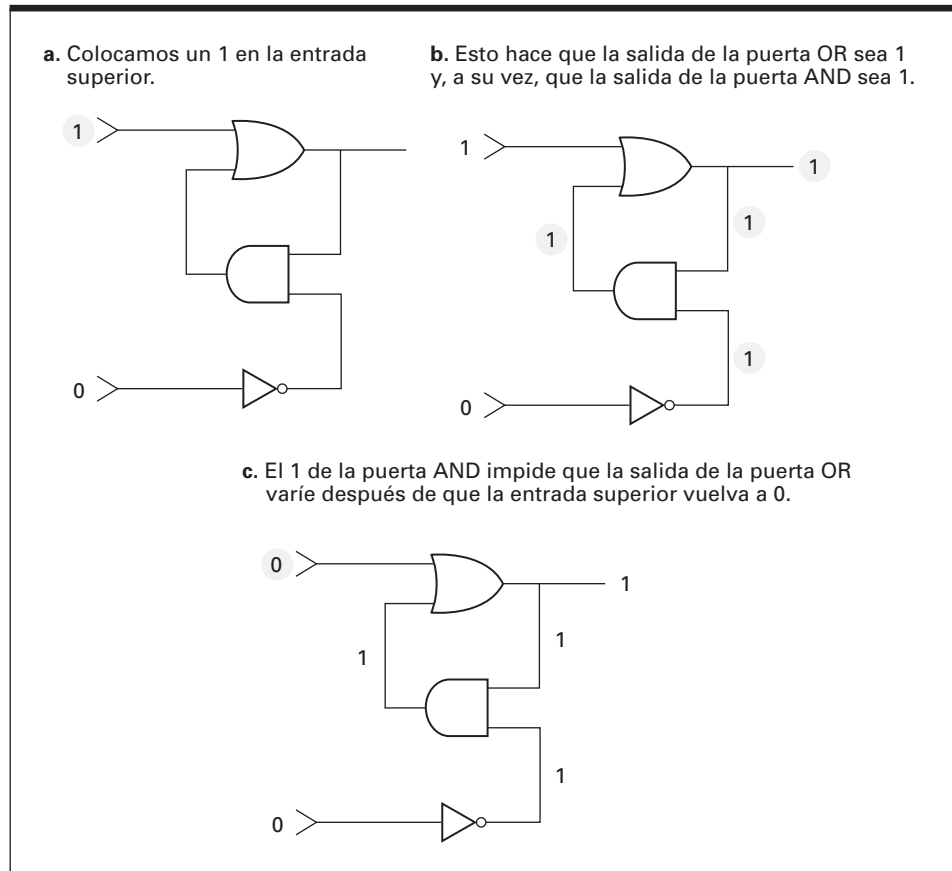 a. Colocamos un 1 en la entrada
superior.
b. Esto hace que la salida de la puerta OR sea 1
y, a su vez, que la salida de la puerta AND sea 1.
1
0
1
1
1
1
1
0
c. El 1 de la puerta AND impide que la salida de la puerta OR
varíe después de que la entrada superior vuelva a 0.
0
1
1
1
1
0